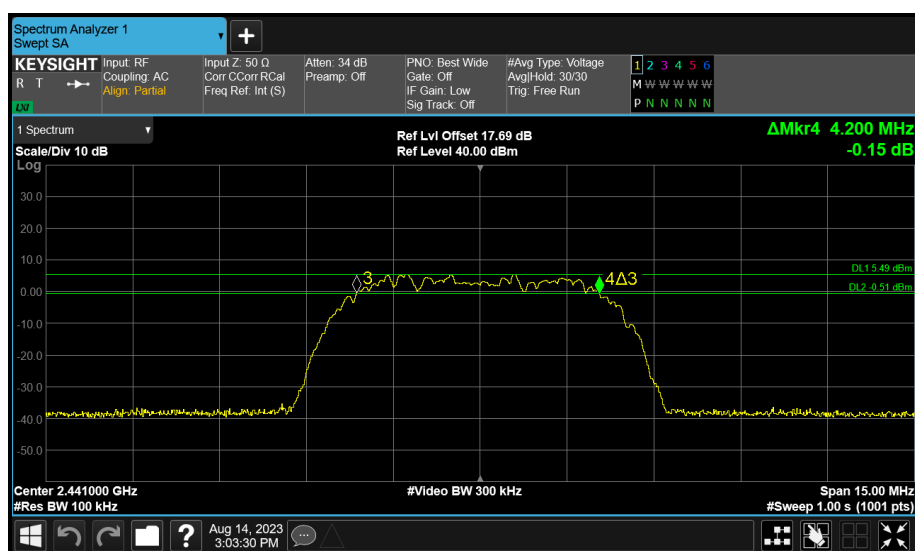 Spectrum Analyzer 1
Swept SA
KEYSIGHT
R T
LXI
Input: RF
Coupling: AC
Align: Partial
Input Z: 50 Ω
Corr CCorr RCal
Freq Ref: Int (S)
Atten: 34 dB
Preamp: Off
PNO: Best Wide
Gate: Off
IF Gain: Low
Sig Track: Off
#Avg Type: Voltage
Avg|Hold: 30/30
Trig: Free Run
1 2 3 4 5 6
M W W W W W
P N N N N N
1 Spectrum
Scale/Div 10 dB
Log
Ref Lvl Offset 17.69 dB
Ref Level 40.00 dBm
ΔMkr4 4.200 MHz
-0.15 dB
30.0
20.0
10.0
DL1 5.49 dBm
3
4Δ3
0.00
DL2 -0.51 dBm
-10.0
-20.0
-30.0
-40.0
-50.0
Center 2.441000 GHz
#Res BW 100 kHz
#Video BW 300 kHz
Span 15.00 MHz
#Sweep 1.00 s (1001 pts)
?
Aug 14, 2023
3:03:30 PM